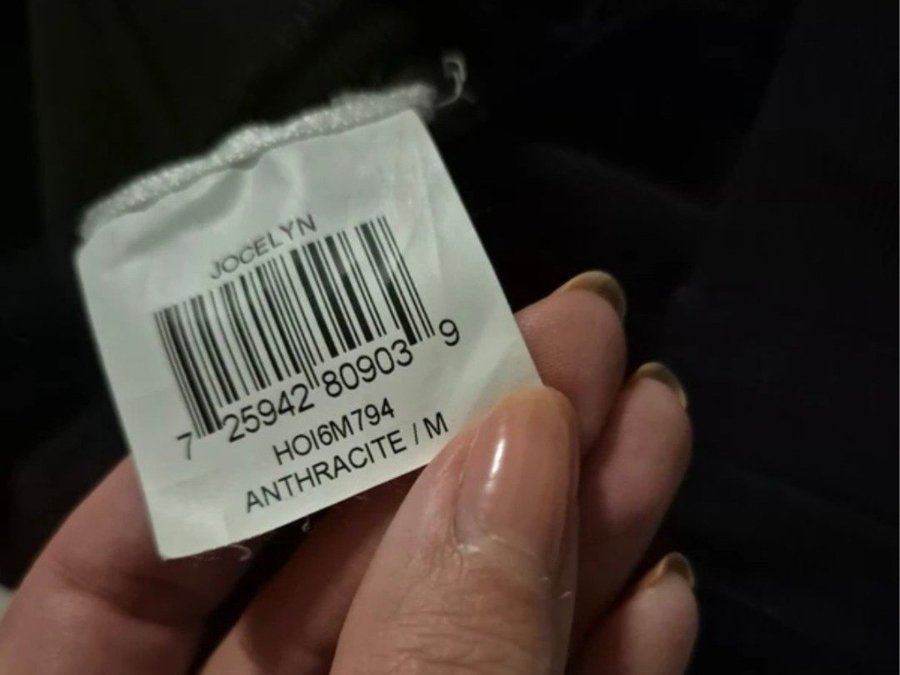 JOCELYN
7 25942 80903 9
HOI6M794
ANTHRACITE / M